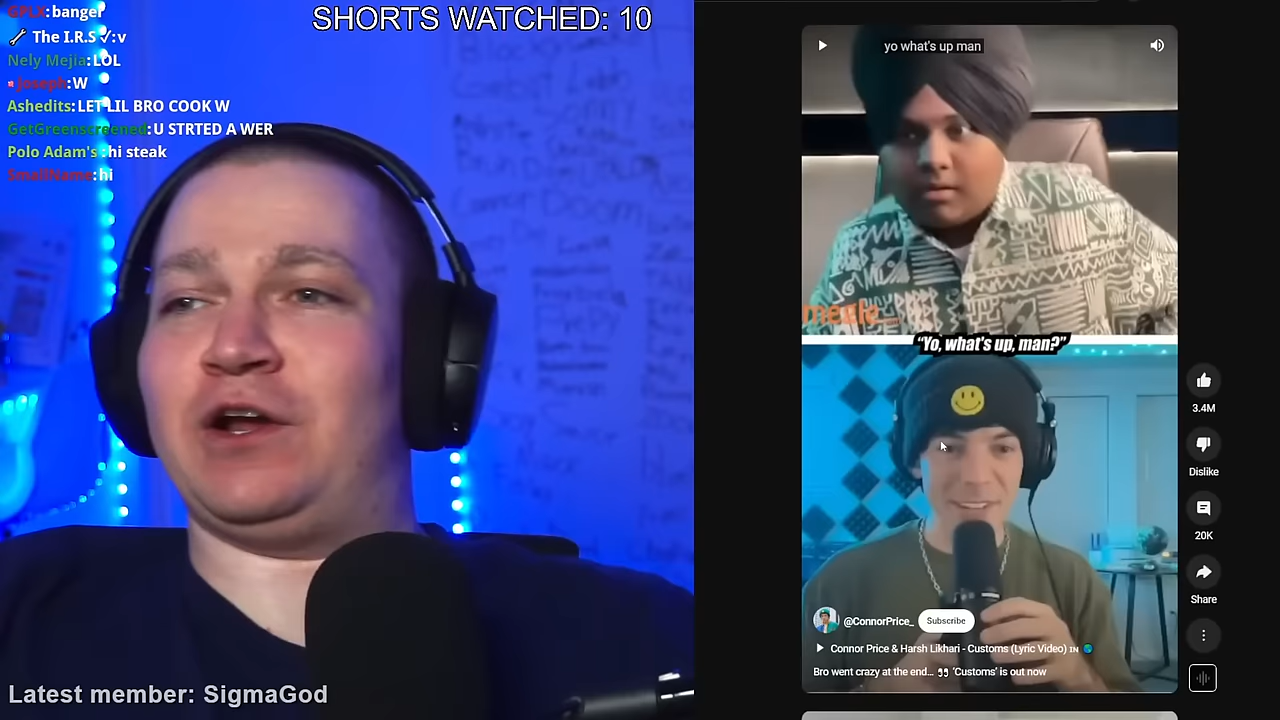 SHORTS WATCHED: 10
GPLX:banger
The I.R.S ✓:v
Nely Mejia:LOL
Joseph:W
Ashedits:LET LIL BRO COOK W
GetGreenscreened:U STRTED A WER
Polo Adam's :hi steak
SmallName:hi
Latest member: SigmaGod
yo what's up man
megle
"Yo, what's up, man?"
3.4M
Dislike
20K
Share
@ConnorPrice_ Subscribe
Connor Price & Harsh Likhari - Customs (Lyric Video) IN
Bro went crazy at the end... 👀 'Customs' is out now